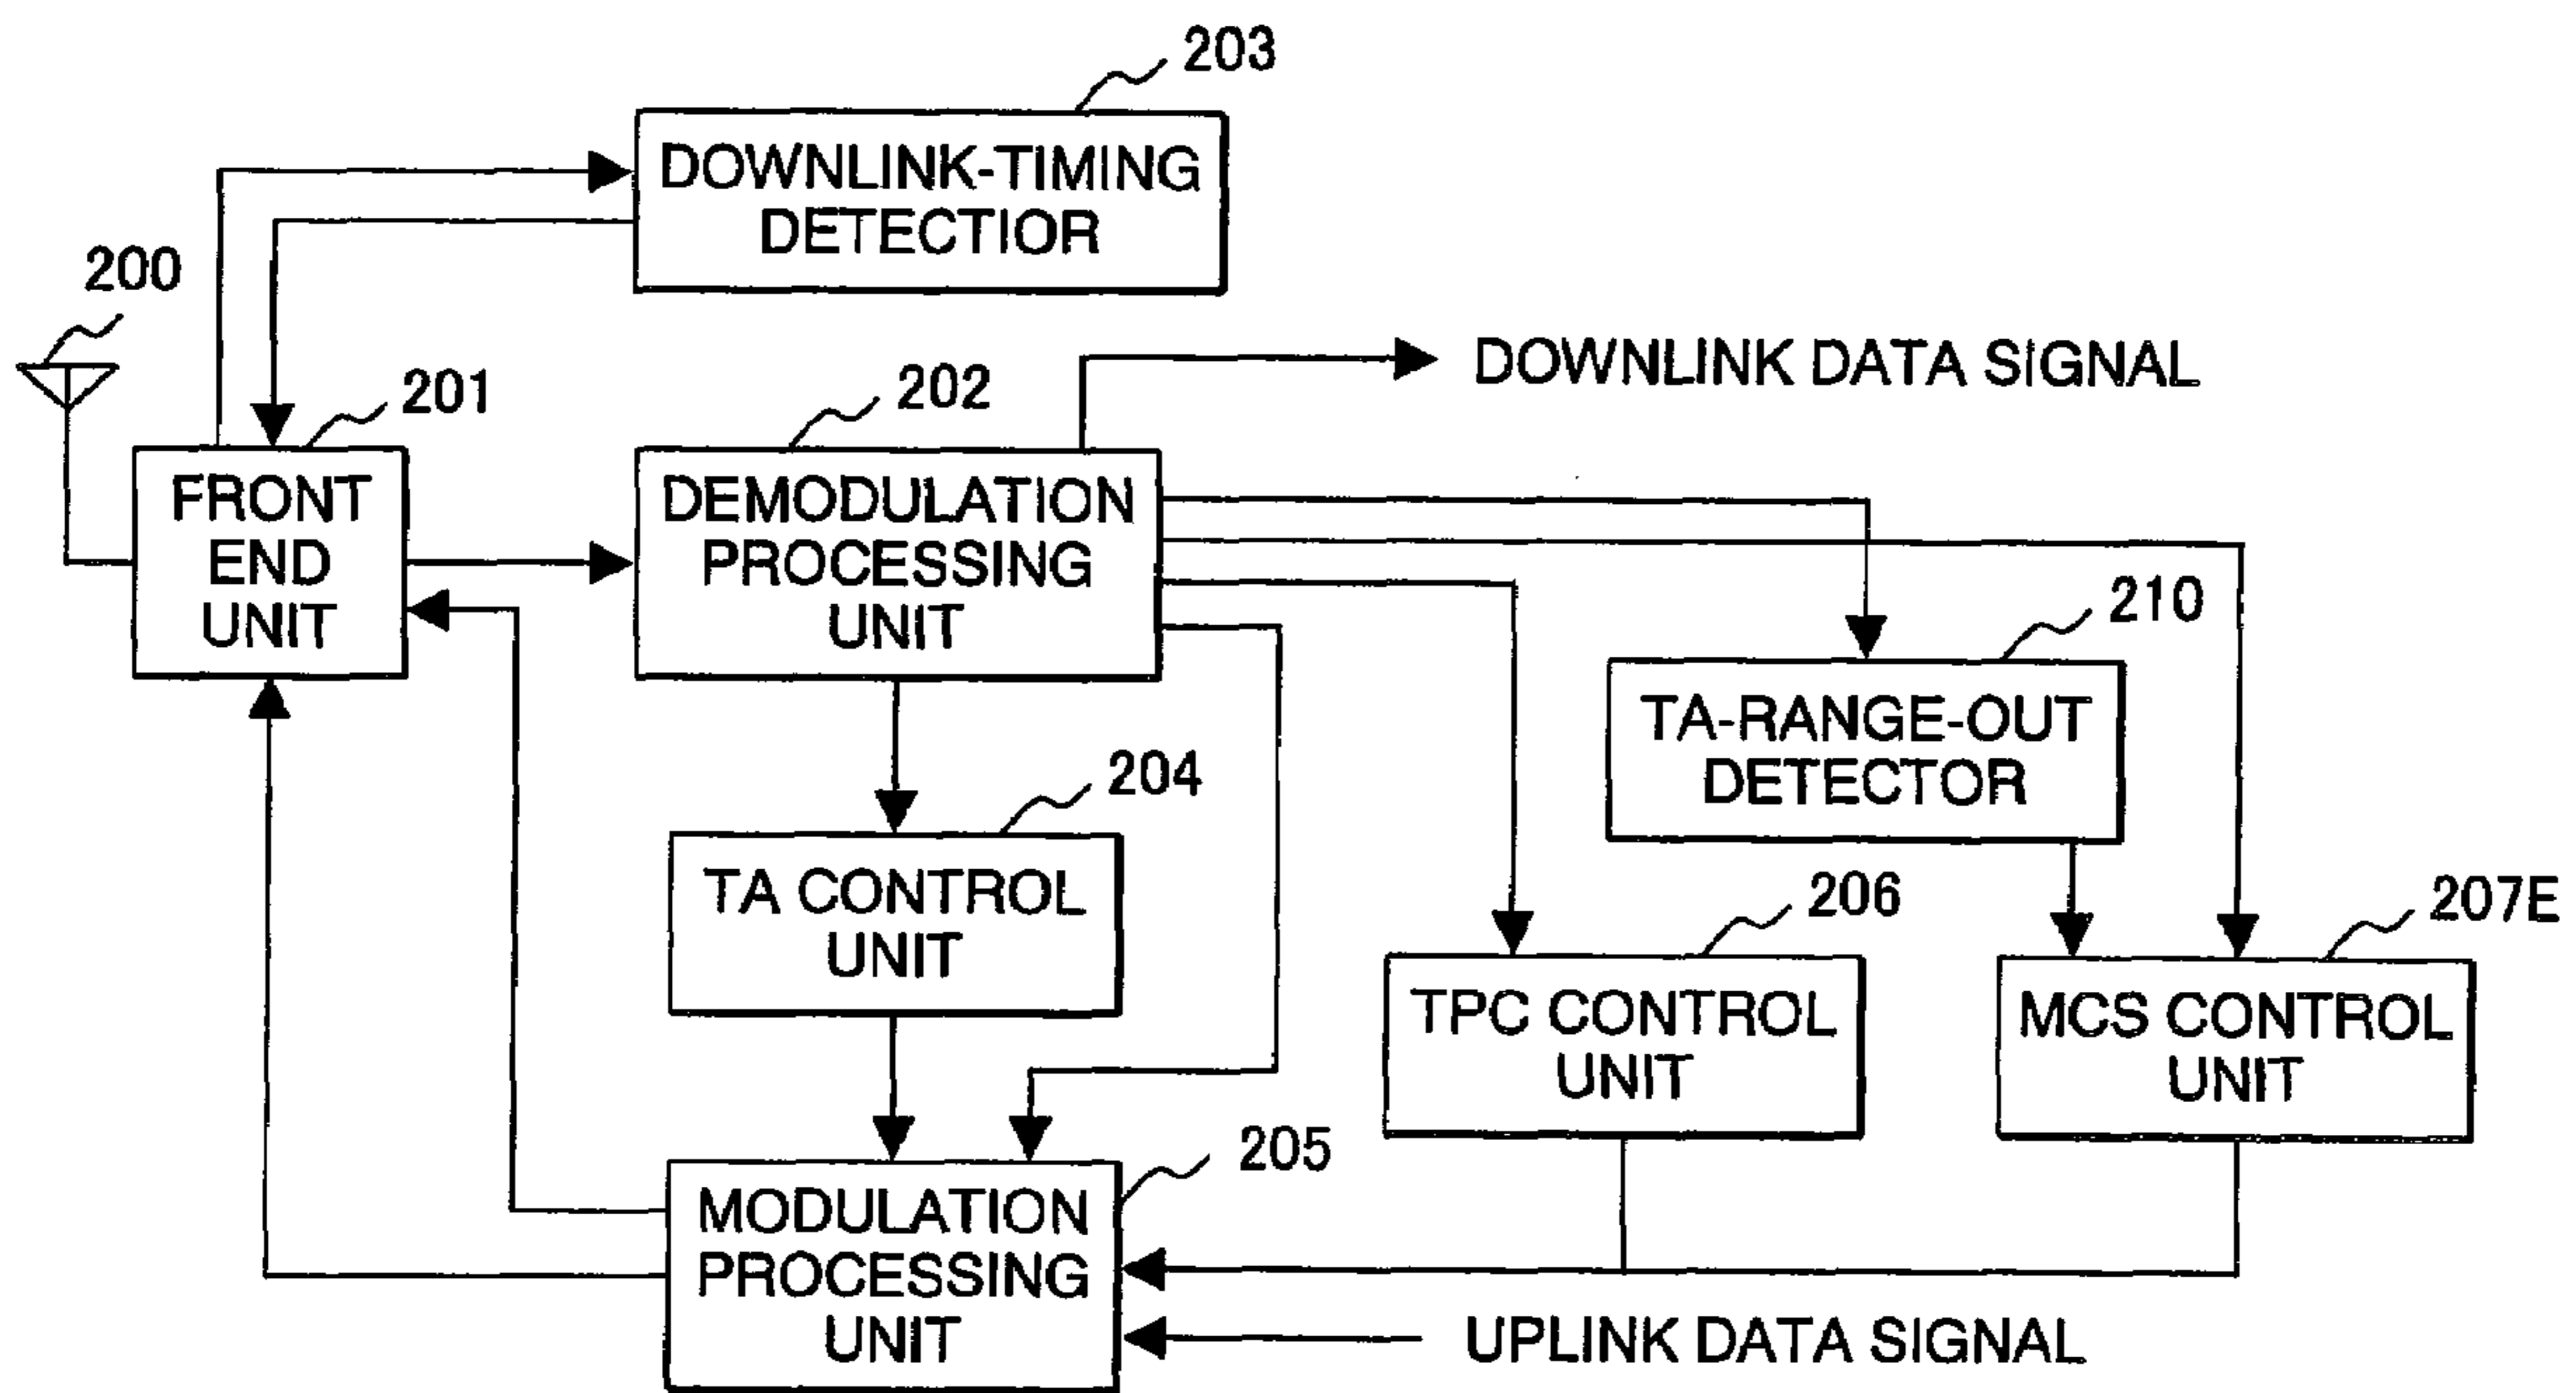 203
DOWNLINK-TIMING
DETECTIOR
200
DOWNLINK DATA SIGNAL
201
202
FRONT
END
UNIT
DEMODULATION
PROCESSING
UNIT
210
TA-RANGE-OUT
DETECTOR
204
TA CONTROL
UNIT
206
TPC CONTROL
UNIT
207E
MCS CONTROL
UNIT
205
MODULATION
PROCESSING
UNIT
UPLINK DATA SIGNAL